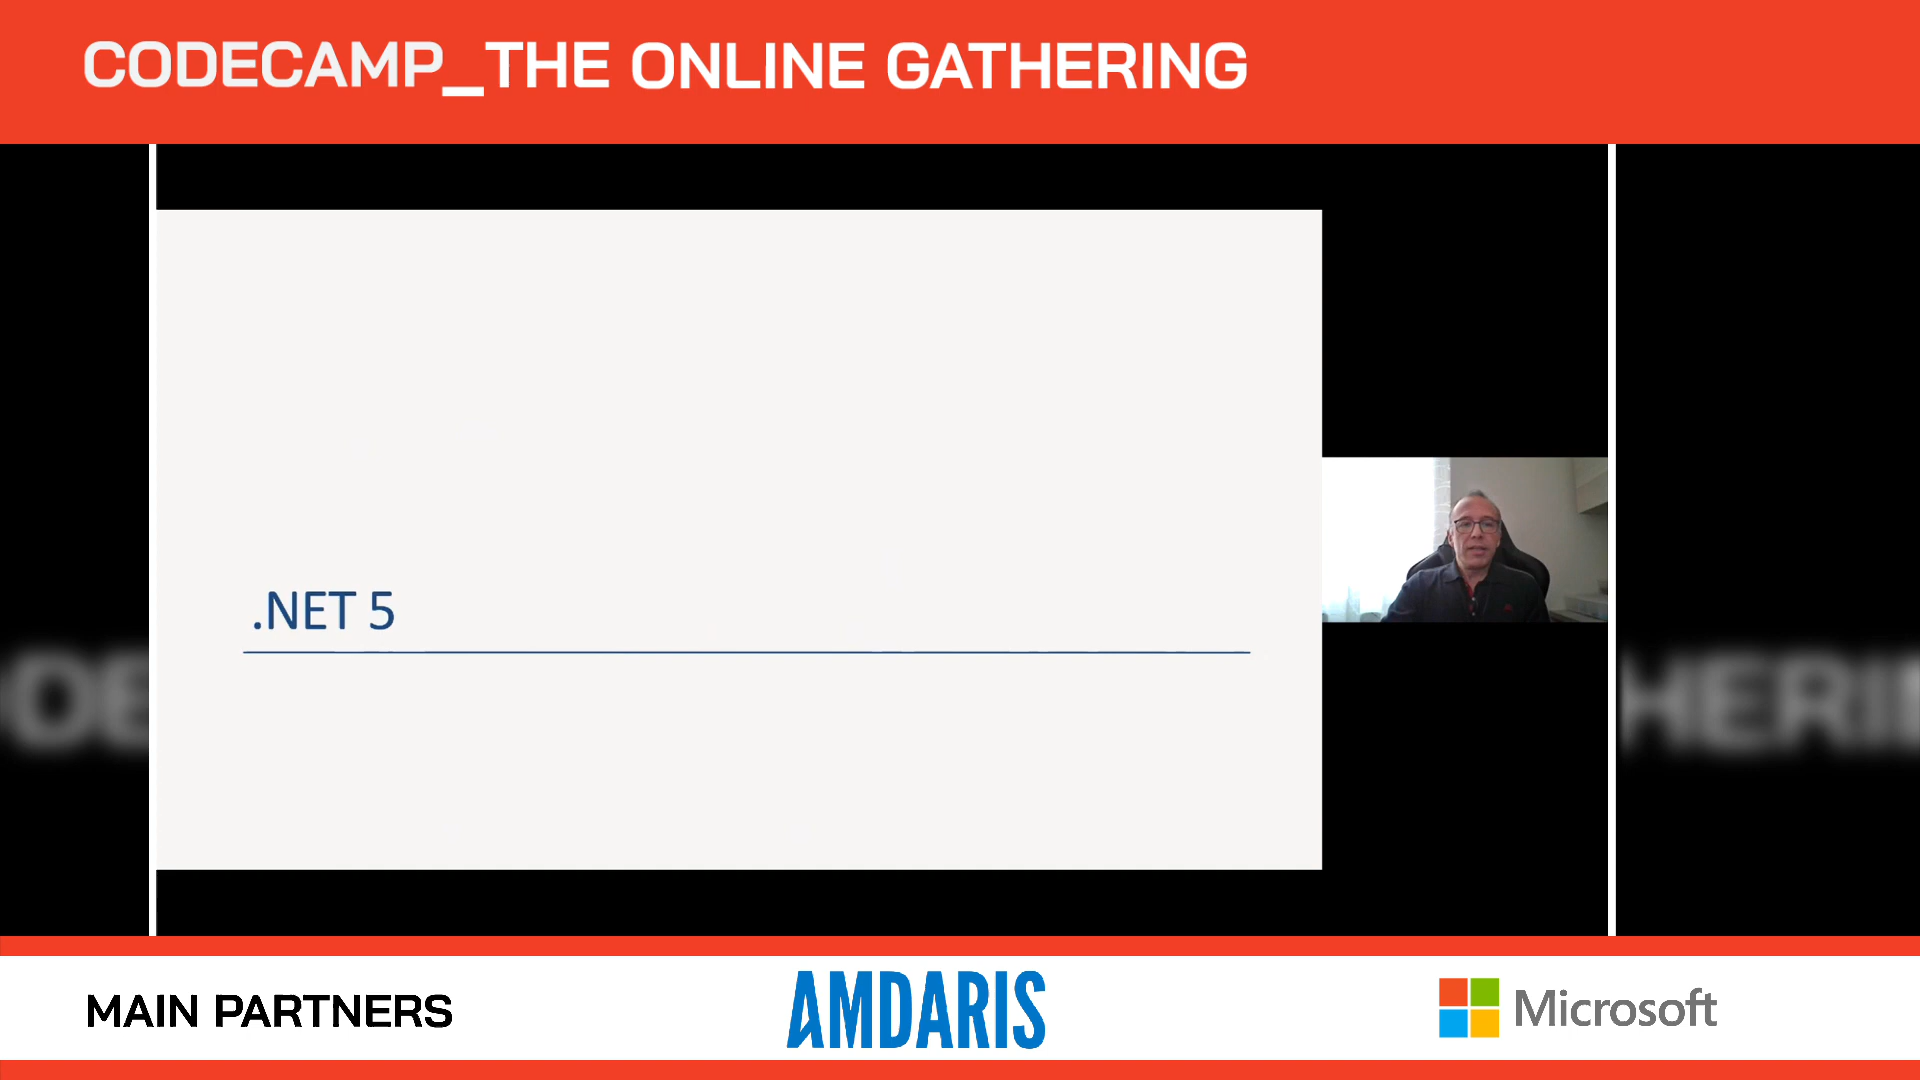 CODECAMP_THE ONLINE GATHERING
.NET 5
MAIN PARTNERS
AMDARIS
Microsoft